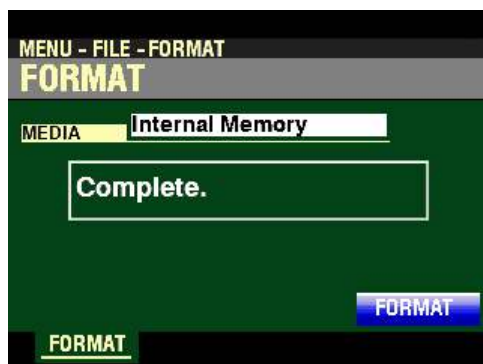 MENU - FILE - FORMAT
FORMAT
MEDIA Internal Memory
Complete.
FORMAT
FORMAT